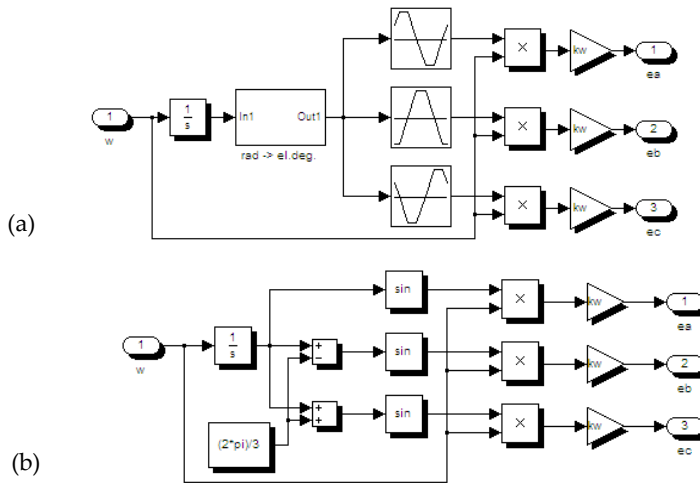 1
w
1
s
In1 Out1
rad -> el.deg.
×
kw
1
ea
×
kw
2
eb
×
kw
3
ec
(a)
1
w
1
s
sin
×
kw
1
ea
+
−
sin
×
kw
2
eb
+
+
sin
×
kw
3
ec
(2*pi)/3
(b)